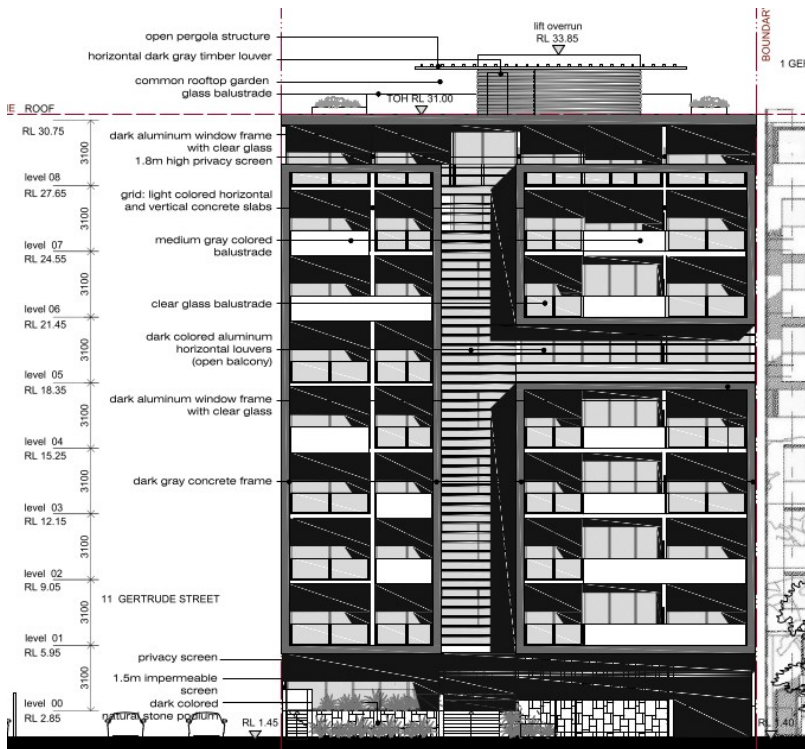 lift overrun
RL 33.85
BOUNDARY
open pergola structure
horizontal dark gray timber louver
common rooftop garden
glass balustrade
TOH RL 31.00
ROOF
RL 30.75
dark aluminum window frame
with clear glass
1.8m high privacy screen
3100
level 08
RL 27.65
grid: light colored horizontal
and vertical concrete slabs
3100
medium gray colored
balustrade
level 07
RL 24.55
3100
clear glass balustrade
level 06
RL 21.45
3100
dark colored aluminum
horizontal louvers
(open balcony)
level 05
RL 18.35
3100
dark aluminum window frame
with clear glass
level 04
RL 15.25
3100
dark gray concrete frame
level 03
RL 12.15
3100
level 02
RL 9.05
3100
11 GERTRUDE STREET
level 01
RL 5.95
3100
privacy screen
1.5m impermeable
screen
dark colored
natural stone podium
level 00
RL 2.85
RL 1.45
RL 1.40